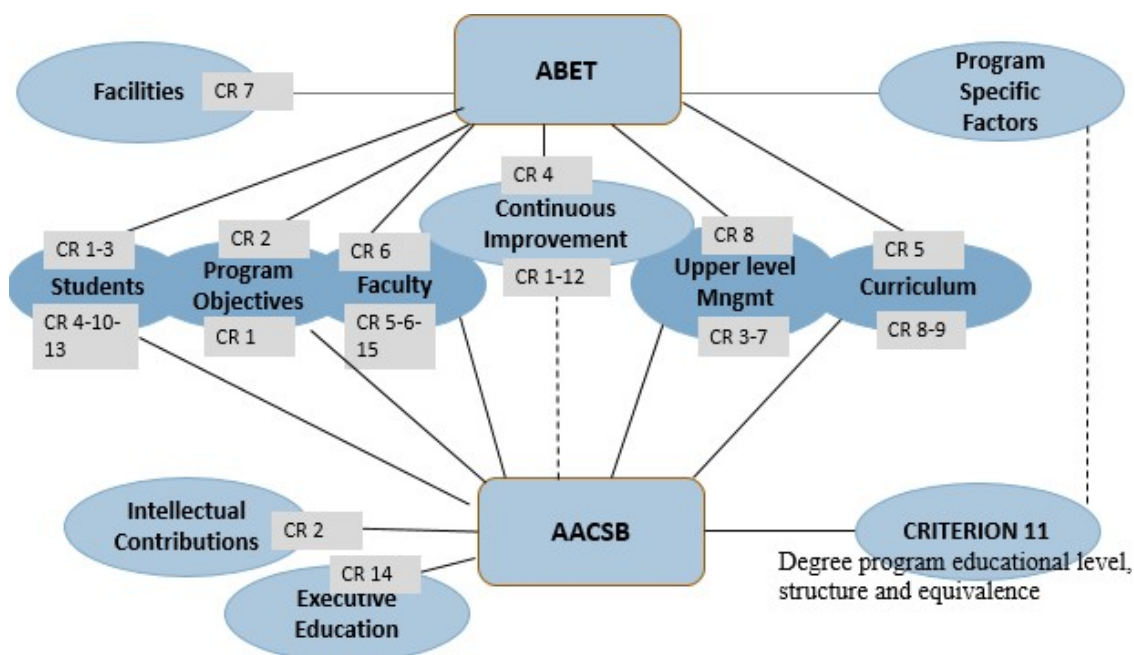 ABET
Facilities
CR 7
Program
Specific
Factors
CR 4
Continuous
Improvement
CR 1-12
CR 1-3
Students
CR 4-10-
13
CR 2
Program
Objectives
CR 1
CR 6
Faculty
CR 5-6-
15
CR 8
Upper level
Mngmt
CR 3-7
CR 5
Curriculum
CR 8-9
Intellectual
Contributions
CR 2
AACSB
CRITERION 11
Degree program educational level,
structure and equivalence
CR 14
Executive
Education